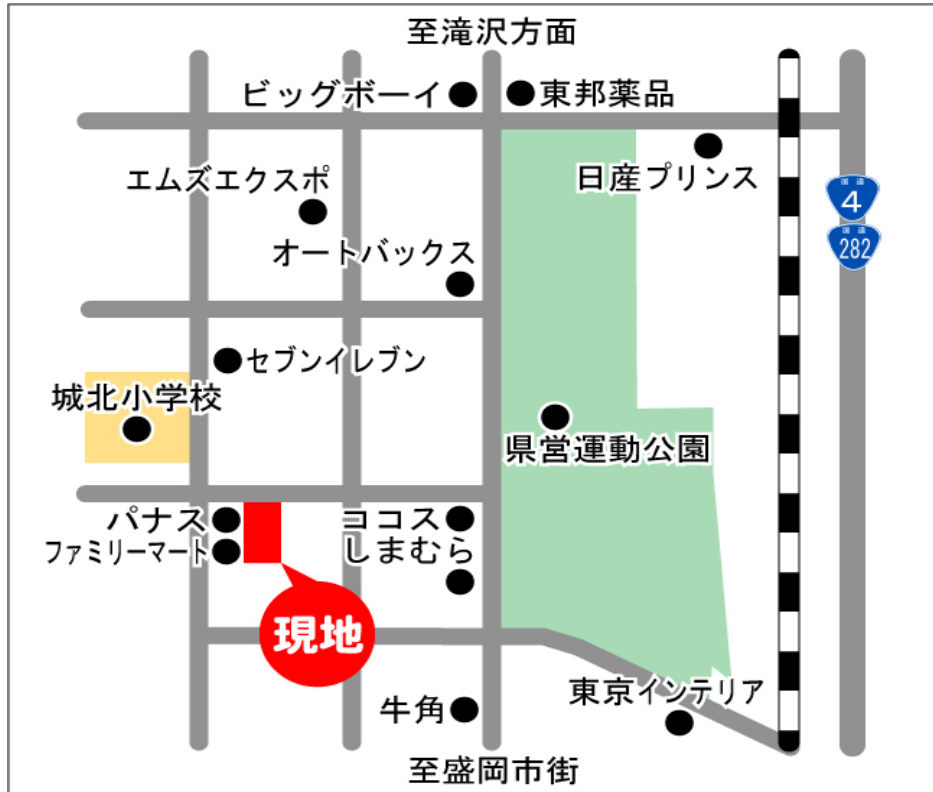 至滝沢方面
ビッグボーイ
東邦薬品
エムズエクスポ
日産プリンス
国道
4
オートバックス
国道
282
セブンイレブン
城北小学校
県営運動公園
パナス
ココス
ファミリーマート
しまむら
現地
東京インテリア
牛角
至盛岡市街